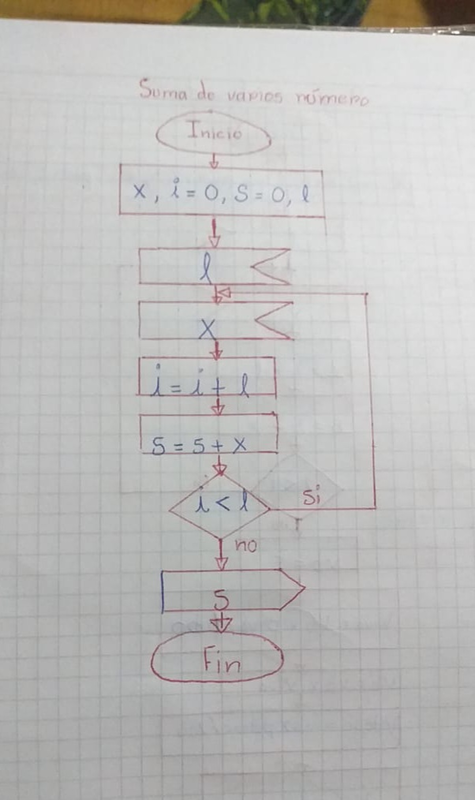 Suma de varios número
Inicio
x, i = 0, S = 0, l
l
x
i = i + l
S = S + x
i < l
Si
no
S
Fin